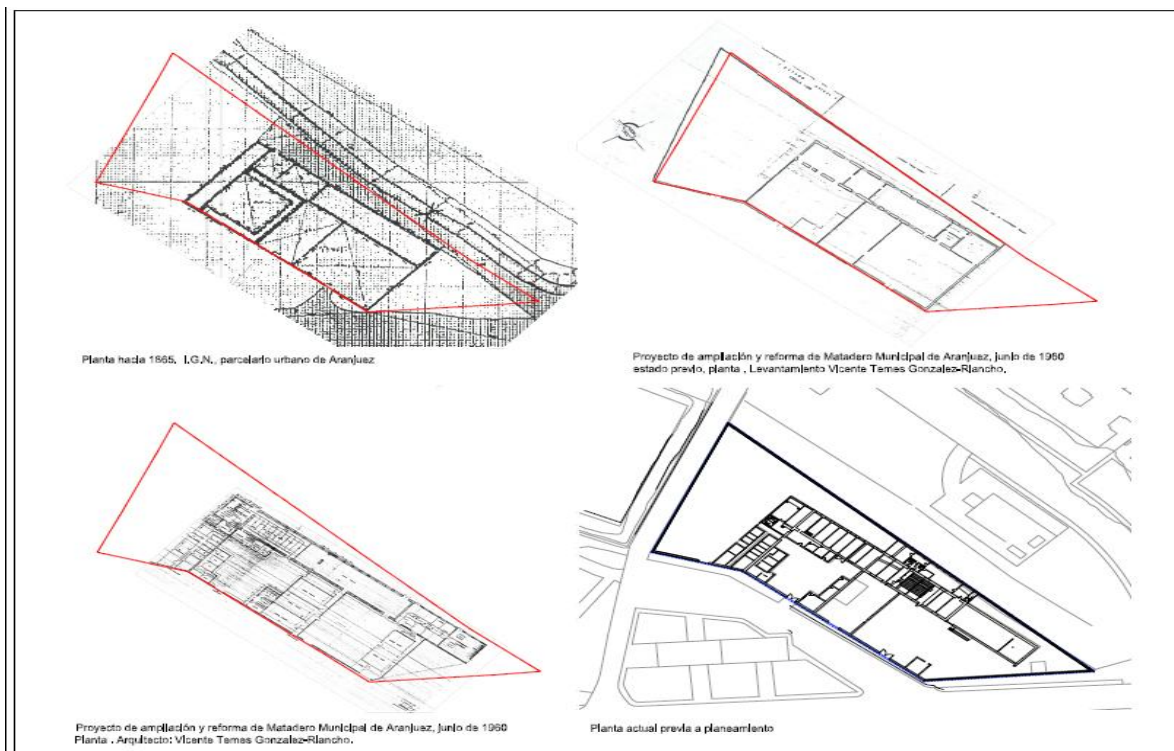 Planta hacia 1865. I.G.N., parcelario urbano de Aranjuez
Proyecto de ampliación y reforma de Matadero Municipal de Aranjuez, junio de 1960
estado previo, planta . Levantamiento Vicente Temes Gonzalez-Riancho.
Proyecto de ampliación y reforma de Matadero Municipal de Aranjuez, junio de 1960
Planta . Arquitecto: Vicente Temes Gonzalez-Riancho.
Planta actual previa a planeamiento